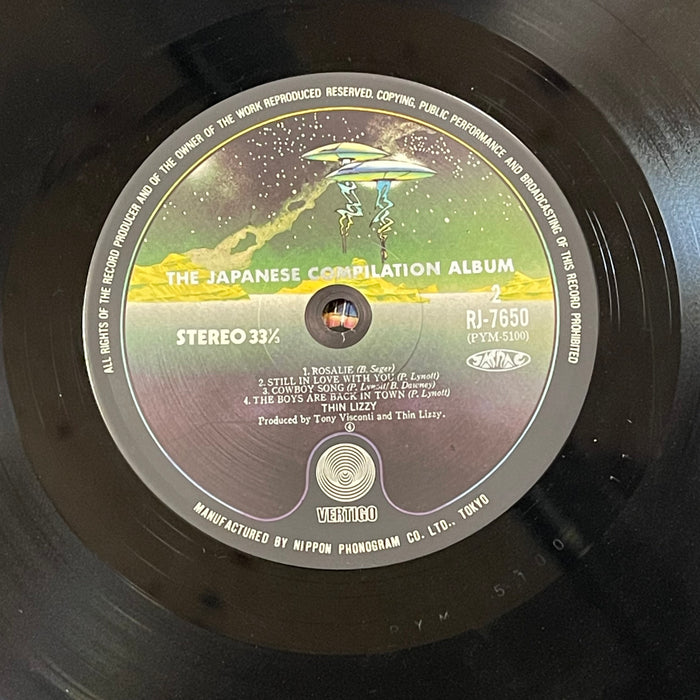 ALL RIGHTS OF THE RECORD PRODUCER AND OF THE OWNER OF THE WORK REPRODUCED RESERVED. COPYING, PUBLIC PERFORMANCE AND BROADCASTING OF THIS RECORD PROHIBITED
THE JAPANESE COMPILATION ALBUM
2
STEREO 33⅓
RJ-7650
(PYM-5100)
1. ROSALIE (B. Seger)
2. STILL IN LOVE WITH YOU (P. Lynott)
3. COWBOY SONG (P. Lynott/ B. Downey)
4. THE BOYS ARE BACK IN TOWN (P. Lynott)
THIN LIZZY
Produced by Tony Visconti and Thin Lizzy.
4
VERTIGO
MANUFACTURED BY NIPPON PHONOGRAM CO. LTD., TOKYO
PYM 5100